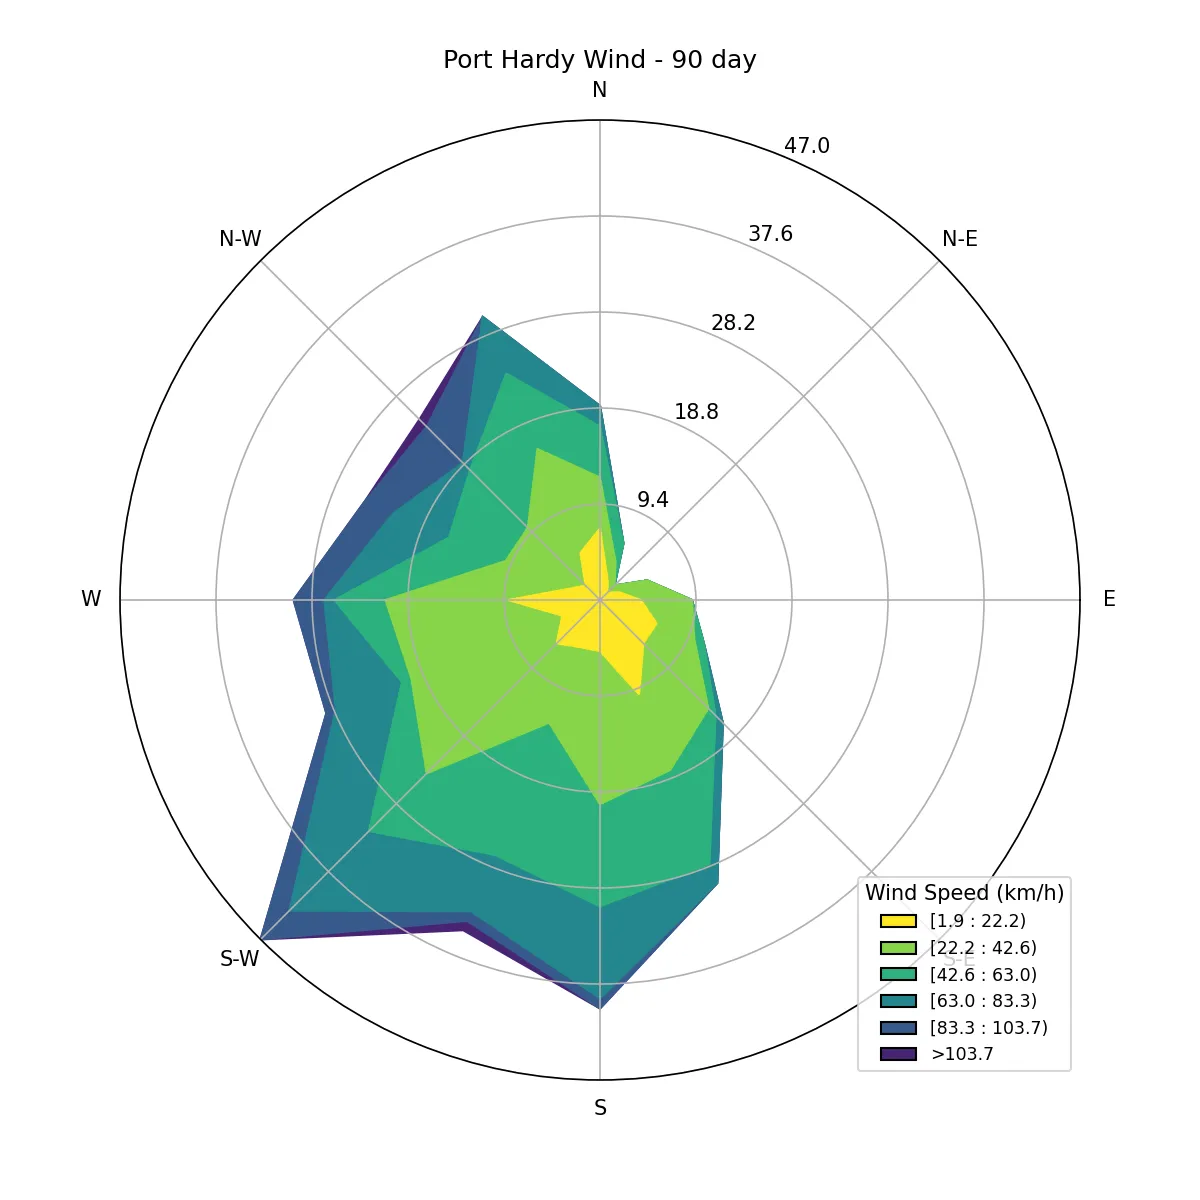 Port Hardy Wind - 90 day
N
47.0
N-W
37.6
N-E
28.2
18.8
9.4
W
E
Wind Speed (km/h)
[1.9 : 22.2)
[22.2 : 42.6)
S-W
S-E
[42.6 : 63.0)
[63.0 : 83.3)
[83.3 : 103.7)
>103.7
S